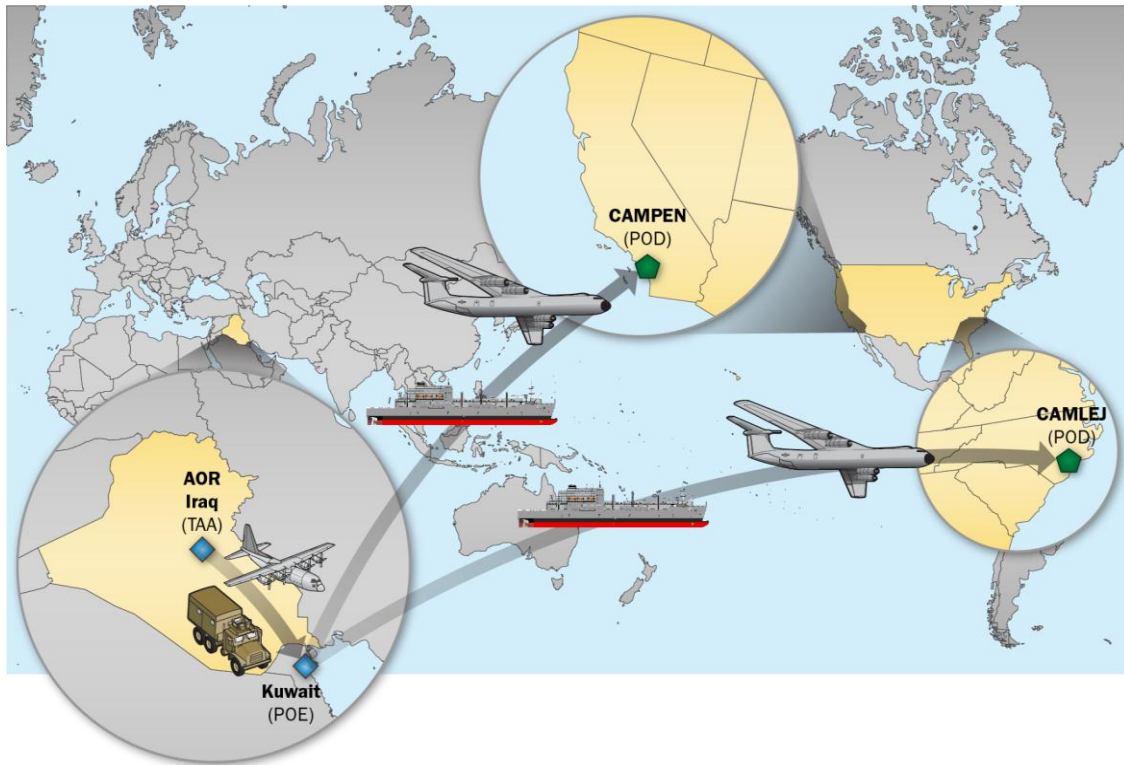 CAMPEN
(POD)
CAMLEJ
(POD)
AOR
Iraq
(TAA)
Kuwait
(POE)